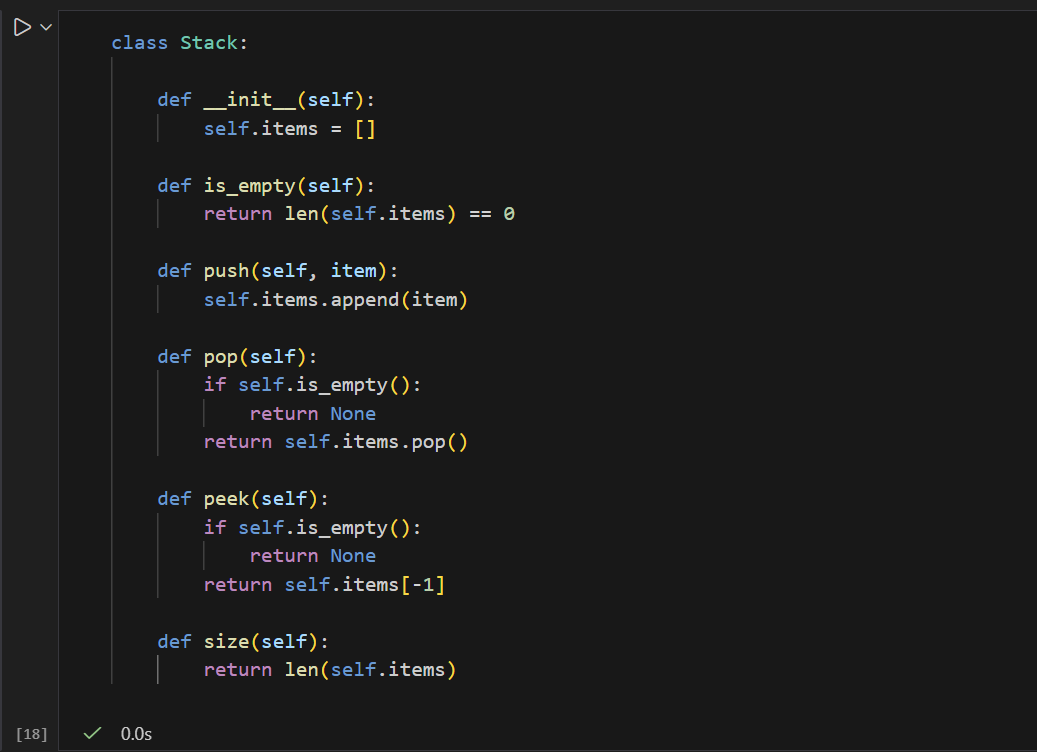 class Stack:
    def __init__(self):
        self.items = []
    def is_empty(self):
        return len(self.items) == 0
    def push(self, item):
        self.items.append(item)
    def pop(self):
        if self.is_empty():
            return None
        return self.items.pop()
    def peek(self):
        if self.is_empty():
            return None
        return self.items[-1]
    def size(self):
        return len(self.items)
[18] 0.0s